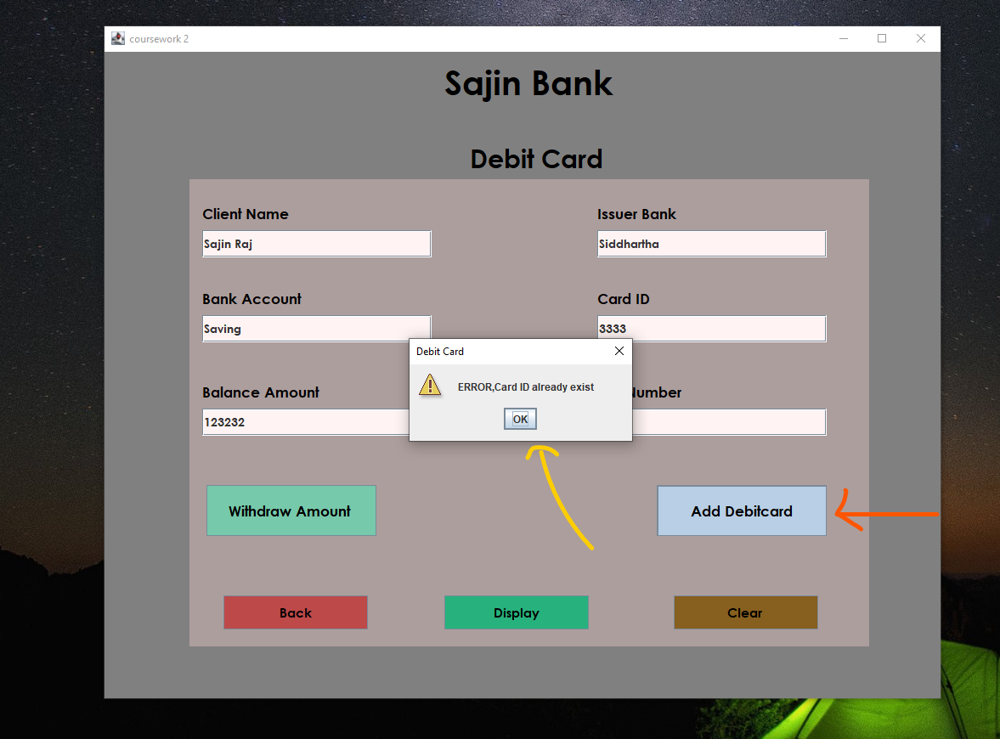 coursework 2
Sajin Bank
Debit Card
Client Name
Issuer Bank
Sajin Raj
Siddhartha
Bank Account
Card ID
Saving
3333
Debit Card
ERROR,Card ID already exist
OK
Balance Amount
Number
123232
Withdraw Amount
Add Debitcard
Back
Display
Clear